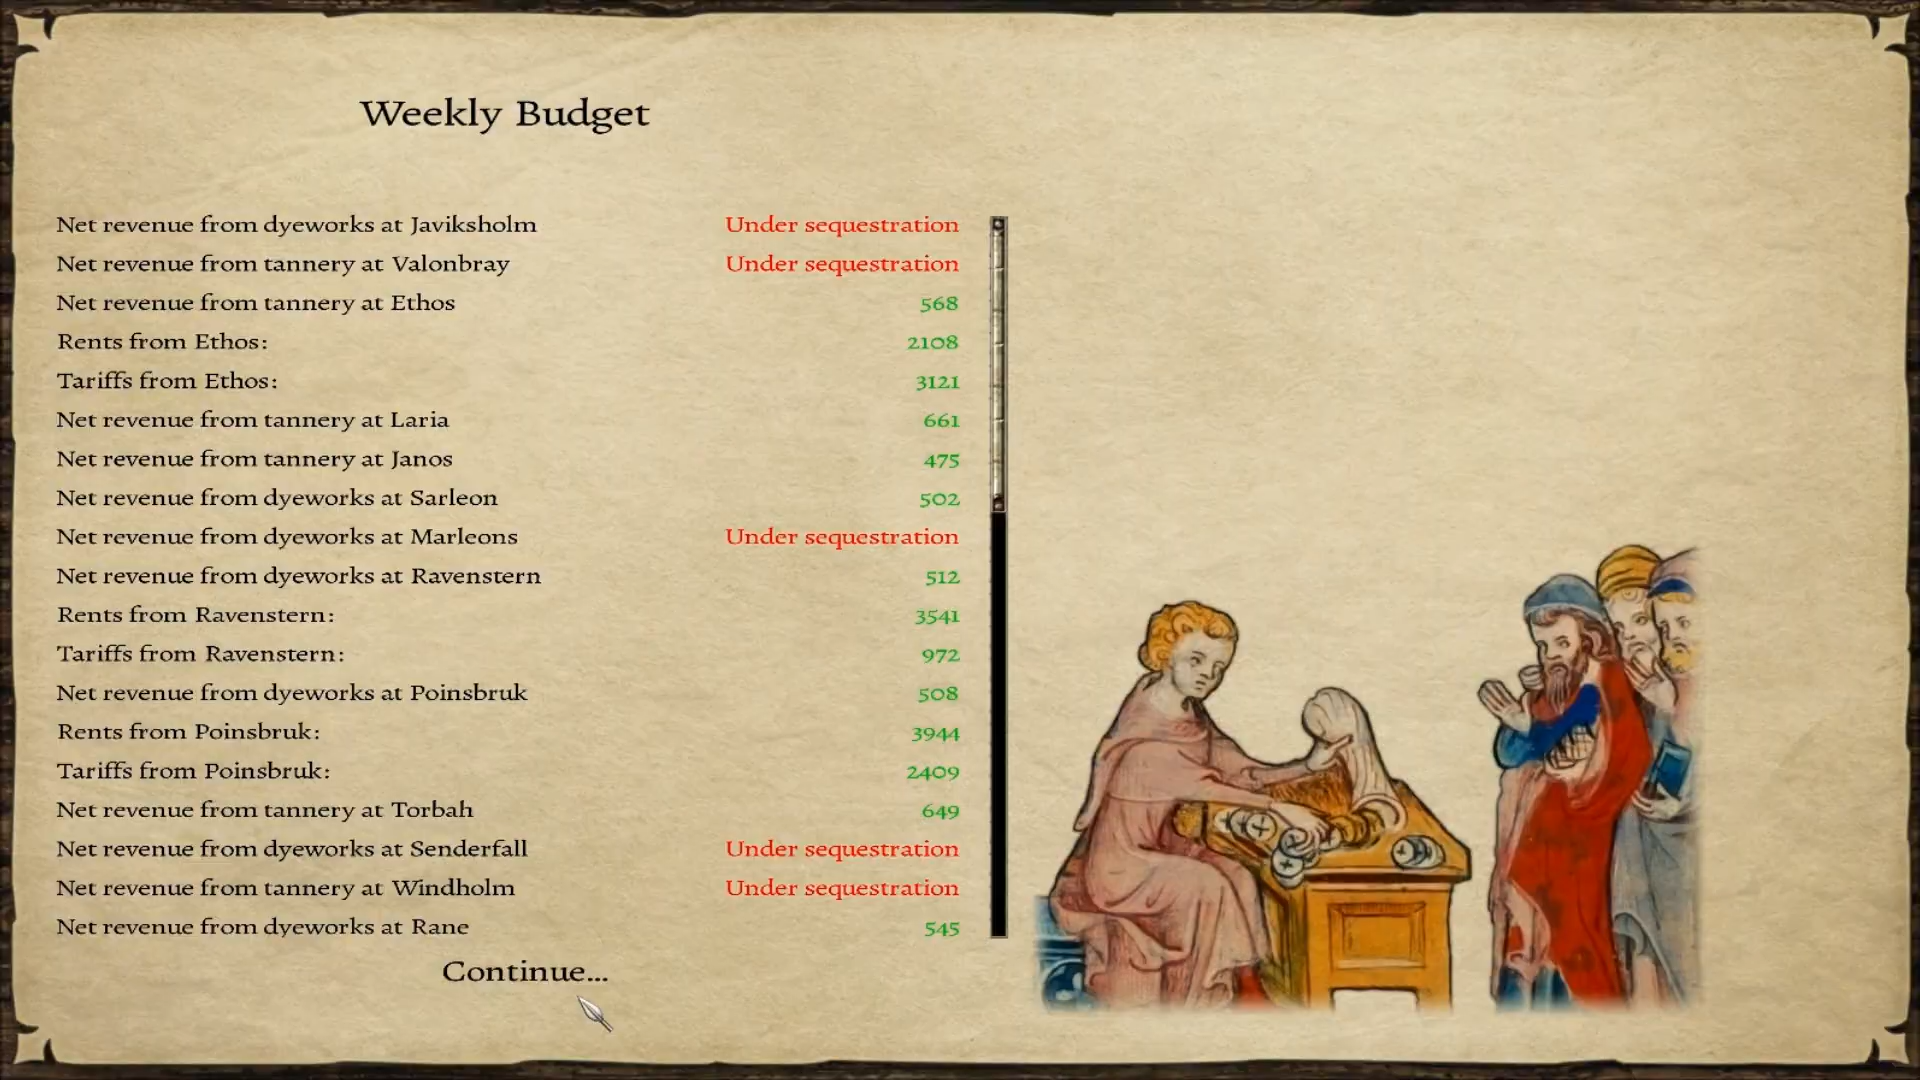 Weekly Budget
Net revenue from dyeworks at Javiksholm Under sequestration
Net revenue from tannery at Valonbray Under sequestration
Net revenue from tannery at Ethos 568
Rents from Ethos: 2108
Tariffs from Ethos: 3121
Net revenue from tannery at Laria 661
Net revenue from tannery at Janos 475
Net revenue from dyeworks at Sarleon 502
Net revenue from dyeworks at Marleons Under sequestration
Net revenue from dyeworks at Ravenstern 512
Rents from Ravenstern: 3541
Tariffs from Ravenstern: 972
Net revenue from dyeworks at Poinsbruk 508
Rents from Poinsbruk: 3944
Tariffs from Poinsbruk: 2409
Net revenue from tannery at Torbah 649
Net revenue from dyeworks at Senderfall Under sequestration
Net revenue from tannery at Windholm Under sequestration
Net revenue from dyeworks at Rane 545
Continue...